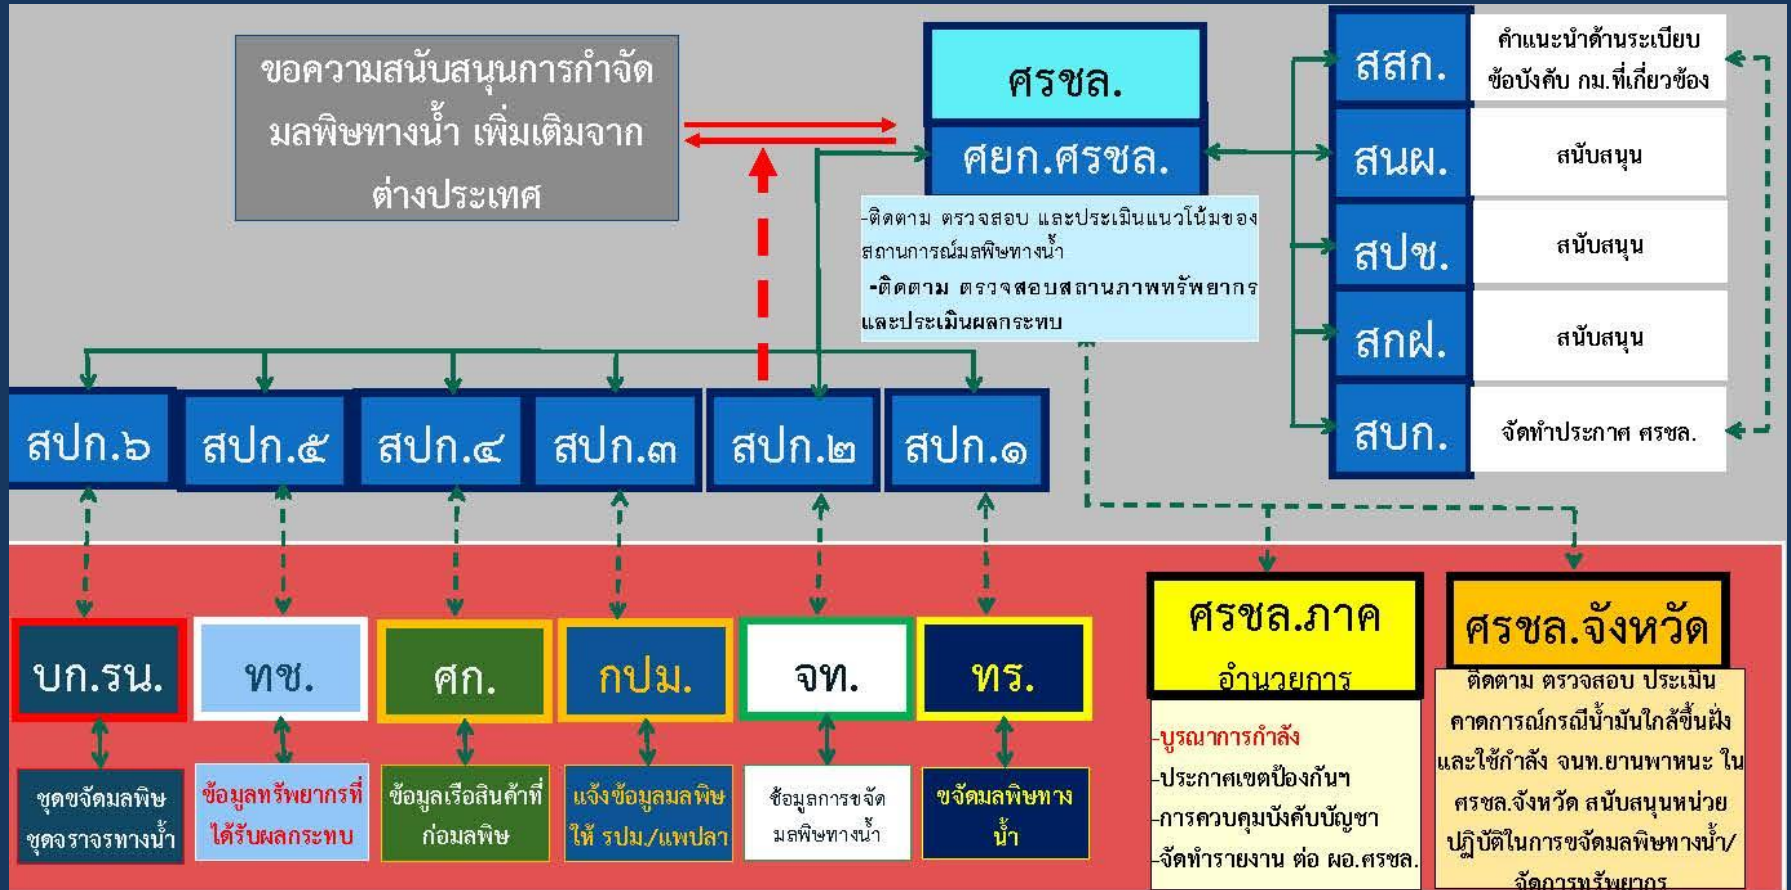 ขอความสนับสนุนการกำจัด
มลพิษทางน้ำ เพิ่มเติมจาก
ต่างประเทศ
ศรชล.
ศยก.ศรชล.
-ติดตาม ตรวจสอบ และประเมินแนวโน้มของ
สถานการณ์มลพิษทางน้ำ
-ติดตาม ตรวจสอบสถานภาพทรัพยากร
และประเมินผลกระทบ
สสก.
คำแนะนำด้านระเบียบ
ข้อบังคับ กม.ที่เกี่ยวข้อง
สนผ.
สนับสนุน
สปช.
สนับสนุน
สกฝ.
สนับสนุน
สบก.
จัดทำประกาศ ศรชล.
สปก.๖
สปก.๕
สปก.๔
สปก.๓
สปก.๒
สปก.๑
บก.รน.
ทช.
ศก.
กปม.
จท.
ทร.
ชุดขจัดมลพิษ
ชุดจราจรทางน้ำ
ข้อมูลทรัพยากรที่
ได้รับผลกระทบ
ข้อมูลเรือสินค้าที่
ก่อมลพิษ
แจ้งข้อมูลมลพิษ
ให้ รปม./แพปลา
ข้อมูลการขจัด
มลพิษทางน้ำ
ขจัดมลพิษทาง
น้ำ
ศรชล.ภาค
อำนวยการ
-บูรณาการกำลัง
-ประกาศเขตป้องกันฯ
-การควบคุมบังคับบัญชา
-จัดทำรายงาน ต่อ ผอ.ศรชล.
ศรชล.จังหวัด
ติดตาม ตรวจสอบ ประเมิน
คาดการณ์กรณีน้ำมันใกล้ขึ้นฝั่ง
และใช้กำลัง จนท.ยานพาหนะ ใน
ศรชล.จังหวัด สนับสนุนหน่วย
ปฏิบัติในการขจัดมลพิษทางน้ำ/
จัดการทรัพยากร